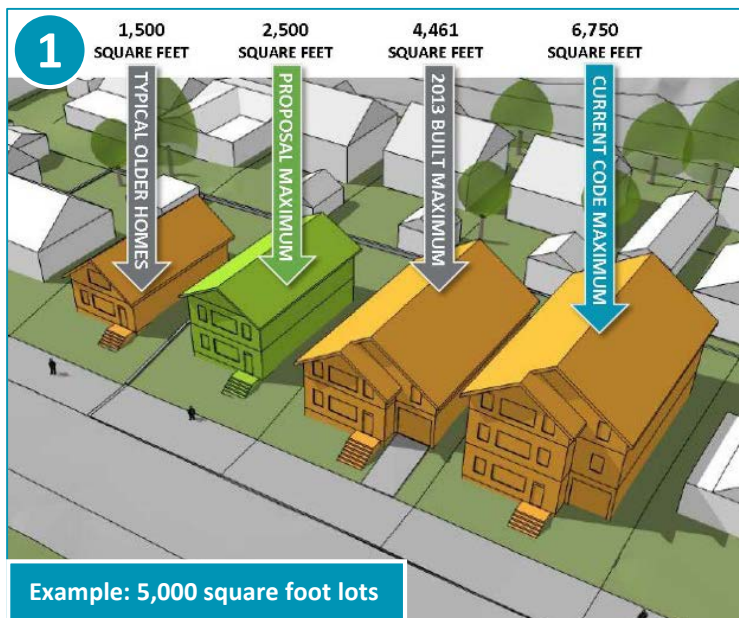 1
1,500
SQUARE FEET
2,500
SQUARE FEET
4,461
SQUARE FEET
6,750
SQUARE FEET
TYPICAL OLDER HOMES
PROPOSAL MAXIMUM
2013 BUILT MAXIMUM
CURRENT CODE MAXIMUM
Example: 5,000 square foot lots